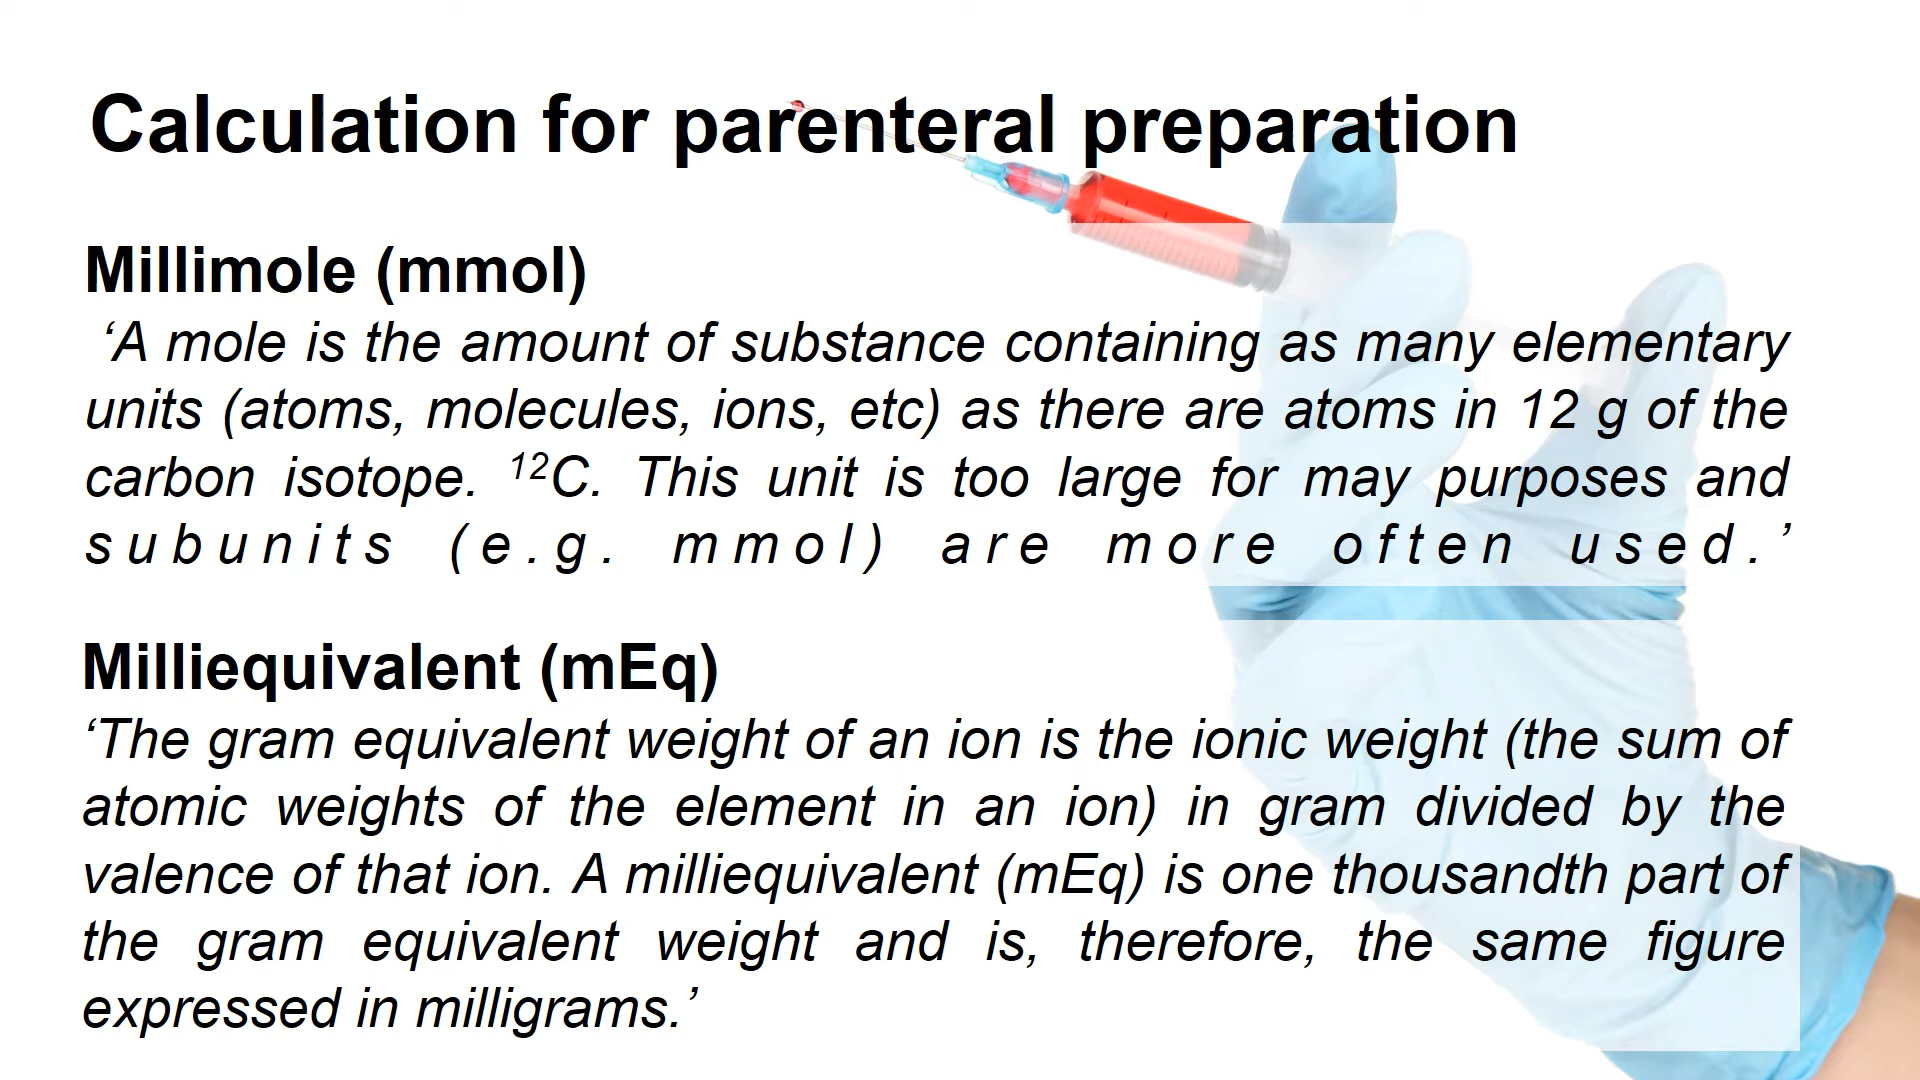 Calculation for parenteral preparation
Millimole (mmol)
‘A mole is the amount of substance containing as many elementary
units (atoms, molecules, ions, etc) as there are atoms in 12 g of the
carbon isotope. ¹²C. This unit is too large for may purposes and
subunits (e.g. mmol) are more often used.’
Milliequivalent (mEq)
‘The gram equivalent weight of an ion is the ionic weight (the sum of
atomic weights of the element in an ion) in gram divided by the
valence of that ion. A milliequivalent (mEq) is one thousandth part of
the gram equivalent weight and is, therefore, the same figure
expressed in milligrams.’